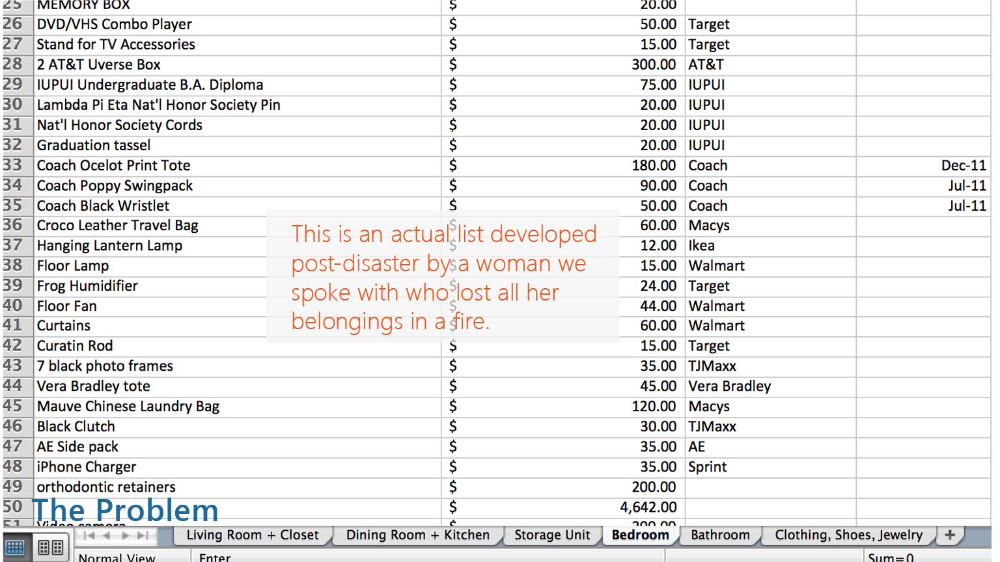 25 MEMORY BOX $ 20.00
26 DVD/VHS Combo Player $ 50.00 Target
27 Stand for TV Accessories $ 15.00 Target
28 2 AT&T Uverse Box $ 300.00 AT&T
29 IUPUI Undergraduate B.A. Diploma $ 75.00 IUPUI
30 Lambda Pi Eta Nat'l Honor Society Pin $ 20.00 IUPUI
31 Nat'l Honor Society Cords $ 20.00 IUPUI
32 Graduation tassel $ 20.00 IUPUI
33 Coach Ocelot Print Tote $ 180.00 Coach Dec-11
34 Coach Poppy Swingpack $ 90.00 Coach Jul-11
35 Coach Black Wristlet $ 50.00 Coach Jul-11
36 Croco Leather Travel Bag $ 60.00 Macys
37 Hanging Lantern Lamp $ 12.00 Ikea
38 Floor Lamp $ 15.00 Walmart
39 Frog Humidifier $ 24.00 Target
40 Floor Fan $ 44.00 Walmart
41 Curtains $ 60.00 Walmart
42 Curatin Rod $ 15.00 Target
43 7 black photo frames $ 35.00 TJMaxx
44 Vera Bradley tote $ 45.00 Vera Bradley
45 Mauve Chinese Laundry Bag $ 120.00 Macys
46 Black Clutch $ 30.00 TJMaxx
47 AE Side pack $ 35.00 AE
48 iPhone Charger $ 35.00 Sprint
49 orthodontic retainers $ 200.00
50 $ 4,642.00
51 Video camera $ 200.00
This is an actual list developed
post-disaster by a woman we
spoke with who lost all her
belongings in a fire.
The Problem
Living Room + Closet Dining Room + Kitchen Storage Unit Bedroom Bathroom Clothing, Shoes, Jewelry +
Normal View Enter Sum=0